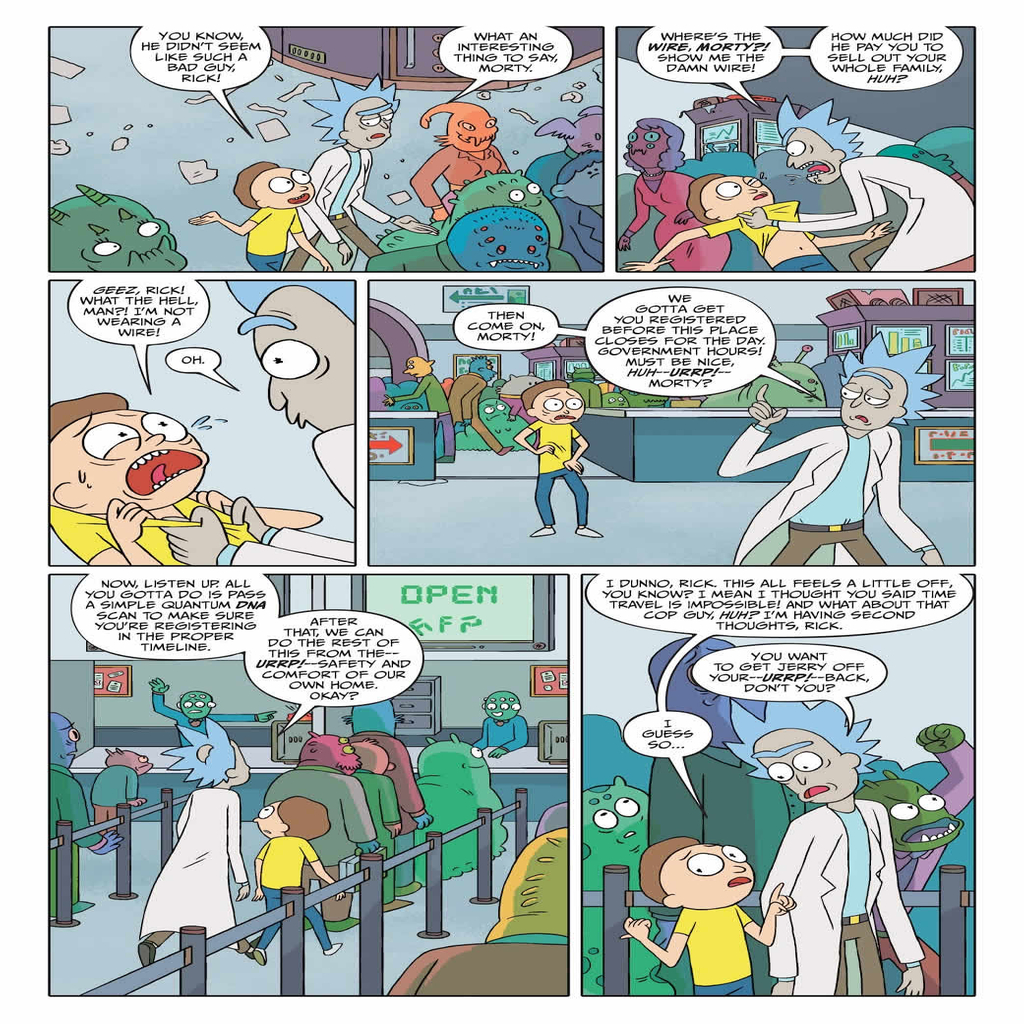 YOU KNOW,
HE DIDN'T SEEM
LIKE SUCH A
BAD GUY,
RICK!
WHAT AN
INTERESTING
THING TO SAY,
MORTY.
WHERE'S THE
WIRE, MORTY?!
SHOW ME THE
DAMN WIRE!
HOW MUCH DID
HE PAY YOU TO
SELL OUT YOUR
WHOLE FAMILY,
HUH?
GEEZ, RICK!
WHAT THE HELL,
MAN?! I'M NOT
WEARING A
WIRE!
OH.
THEN
COME ON,
MORTY!
WE
GOTTA GET
YOU REGISTERED
BEFORE THIS PLACE
CLOSES FOR THE DAY.
GOVERNMENT HOURS!
MUST BE NICE,
HUH--URRP!--
MORTY?
NOW, LISTEN UP. ALL
YOU GOTTA DO IS PASS
A SIMPLE QUANTUM DNA
SCAN TO MAKE SURE
YOU'RE REGISTERING
IN THE PROPER
TIMELINE.
AFTER
THAT, WE CAN
DO THE REST OF
THIS FROM THE--
URRP!--SAFETY AND
COMFORT OF OUR
OWN HOME.
OKAY?
OPEN
I DUNNO, RICK. THIS ALL FEELS A LITTLE OFF,
YOU KNOW? I MEAN I THOUGHT YOU SAID TIME
TRAVEL IS IMPOSSIBLE! AND WHAT ABOUT THAT
COP GUY, HUH? I'M HAVING SECOND
THOUGHTS, RICK.
YOU WANT
TO GET JERRY OFF
YOUR--URRP!--BACK,
DON'T YOU?
I
GUESS
SO...